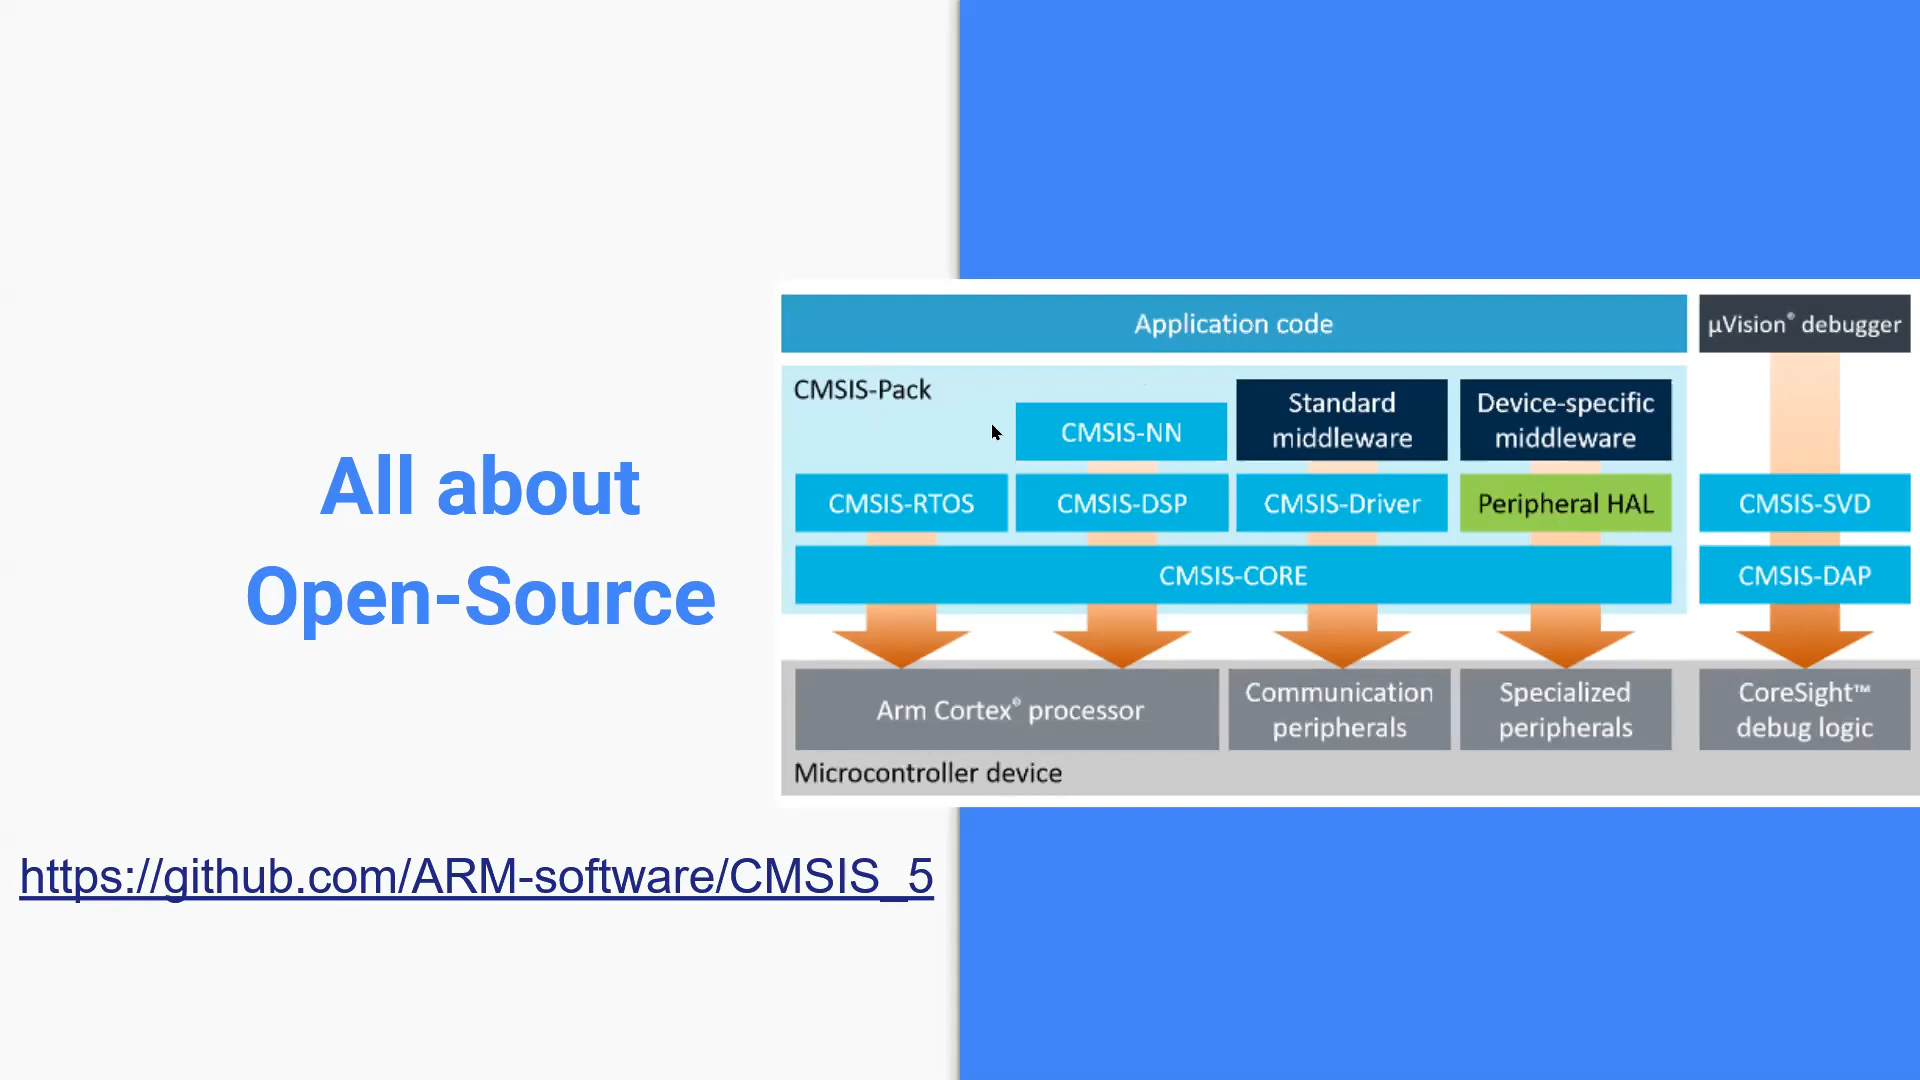 All about
Open-Source
https://github.com/ARM-software/CMSIS_5
Application code
µVision® debugger
CMSIS-Pack
CMSIS-NN
Standard
middleware
Device-specific
middleware
CMSIS-RTOS
CMSIS-DSP
CMSIS-Driver
Peripheral HAL
CMSIS-SVD
CMSIS-CORE
CMSIS-DAP
Arm Cortex® processor
Communication
peripherals
Specialized
peripherals
CoreSight™
debug logic
Microcontroller device